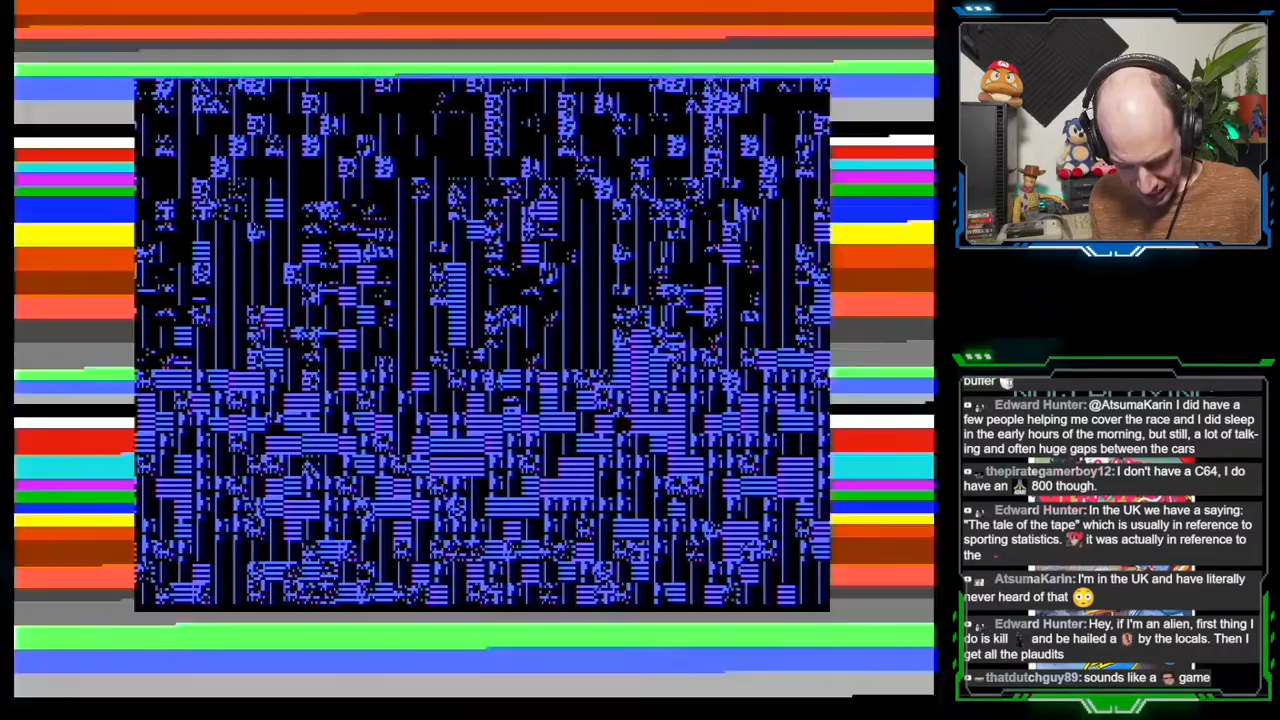 buffer
Edward Hunter: @AtsumaKarin I did have a
few people helping me cover the race and I did sleep
in the early hours of the morning, but still, a lot of talk-
ing and often huge gaps between the cars
thepirategamerboy12: I don't have a C64, I do
have an 800 though.
Edward Hunter: In the UK we have a saying:
"The tale of the tape" which is usually in reference to
sporting statistics. it was actually in reference to
the
AtsumaKarin: I'm in the UK and have literally
never heard of that
Edward Hunter: Hey, if I'm an alien, first thing I
do is kill and be hailed a by the locals. Then I
get all the plaudits
thatdutchguy89: sounds like a game